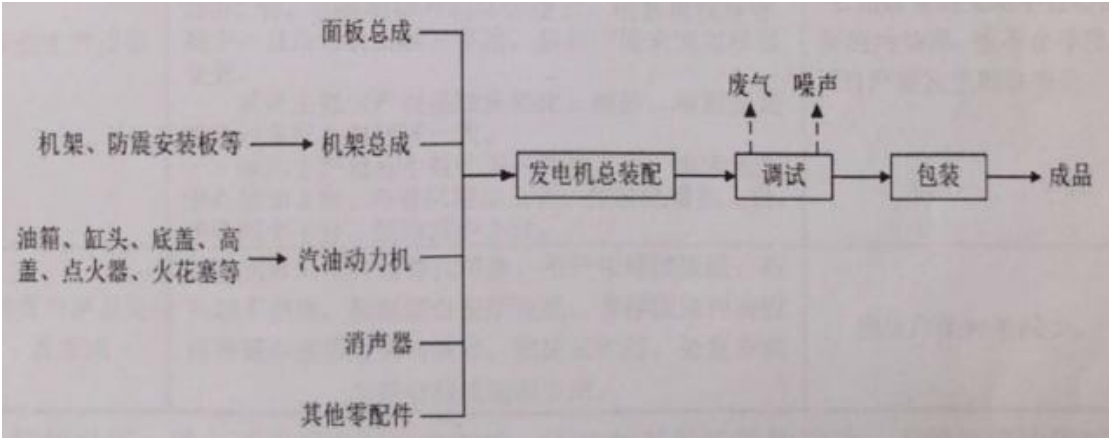 面板总成
废气 噪声
机架、防震安装板等
机架总成
发电机总装配
调试
包装
成品
油箱、缸头、底盖、高
盖、点火器、火花塞等
汽油动力机
消声器
其他零配件